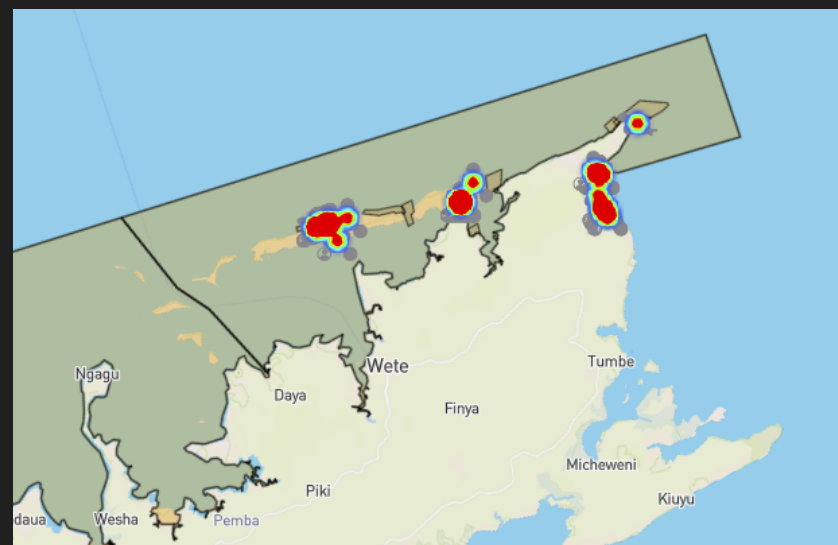 Wete
Tumbe
Ngagu
Daya
Finya
Micheweni
Piki
Kiuyu
daua
Wesha
Pemba